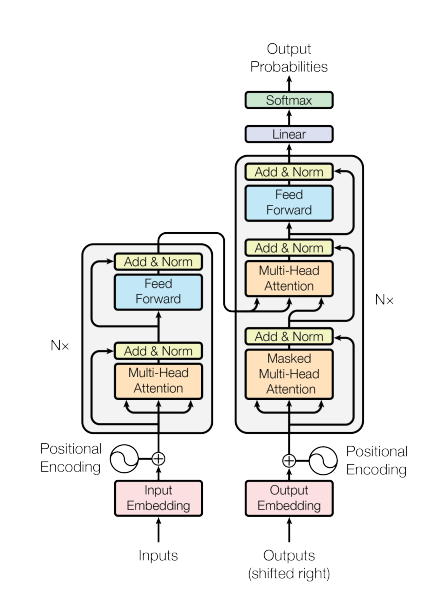 Output
Probabilities
Softmax
Linear
Add & Norm
Feed
Forward
Add & Norm
Multi-Head
Attention
Add & Norm
Masked
Multi-Head
Attention
Nx
Add & Norm
Feed
Forward
Add & Norm
Multi-Head
Attention
Nx
Positional
Encoding
Positional
Encoding
Input
Embedding
Output
Embedding
Inputs
Outputs
(shifted right)